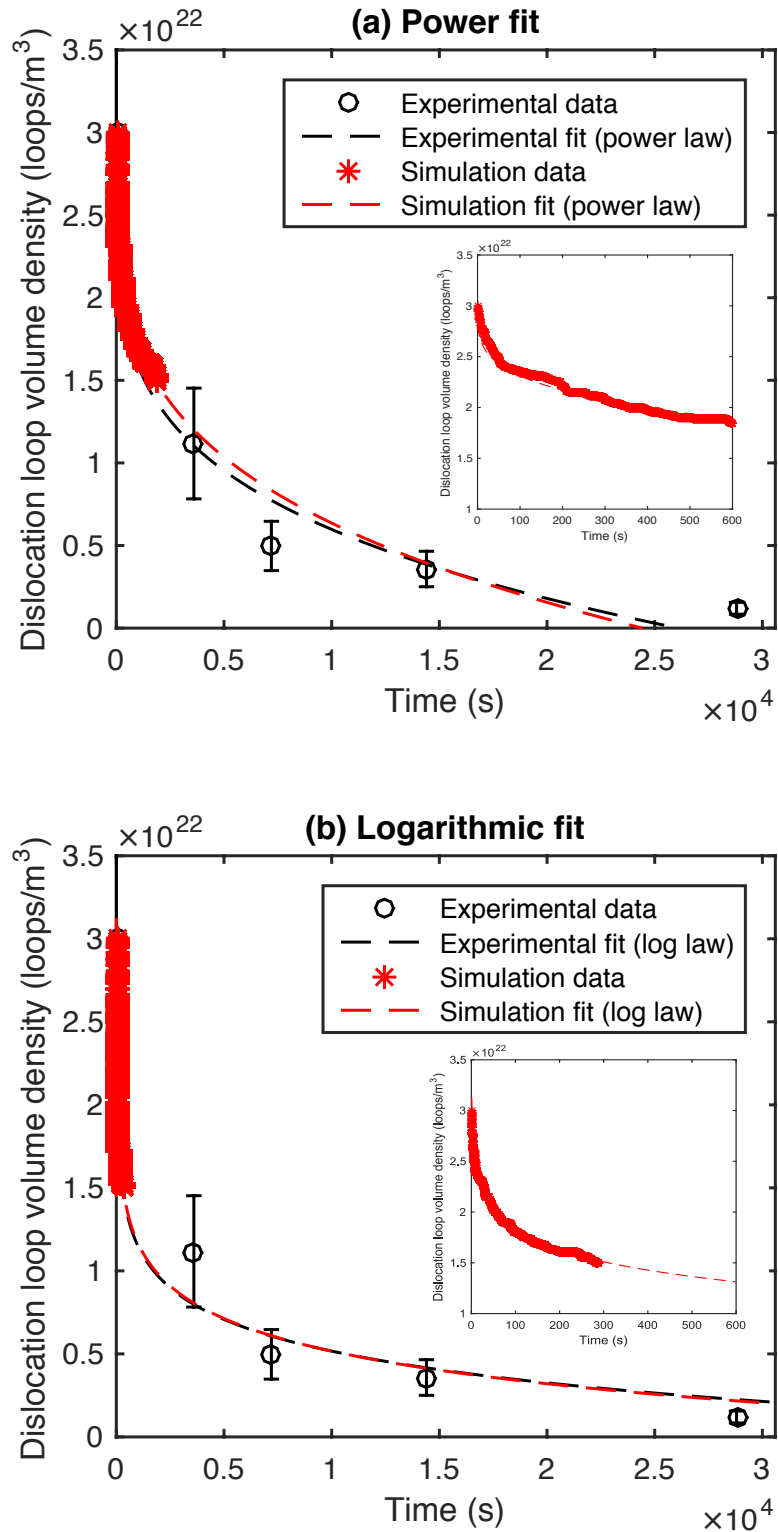 (a) Power fit
×10^22
Dislocation loop volume density (loops/m^3)
3.5
3
2.5
2
1.5
1
0.5
0
Experimental data
Experimental fit (power law)
Simulation data
Simulation fit (power law)
×10^22
Dislocation loop volume density (loops/m^3)
3.5
3
2.5
2
1.5
1
0 100 200 300 400 500 600
Time (s)
0 0.5 1 1.5 2 2.5 3
Time (s)
×10^4
(b) Logarithmic fit
×10^22
Dislocation loop volume density (loops/m^3)
3.5
3
2.5
2
1.5
1
0.5
0
Experimental data
Experimental fit (log law)
Simulation data
Simulation fit (log law)
×10^22
Dislocation loop volume density (loops/m^3)
3.5
3
2.5
2
1.5
1
0 100 200 300 400 500 600
Time (s)
0 0.5 1 1.5 2 2.5 3
Time (s)
×10^4